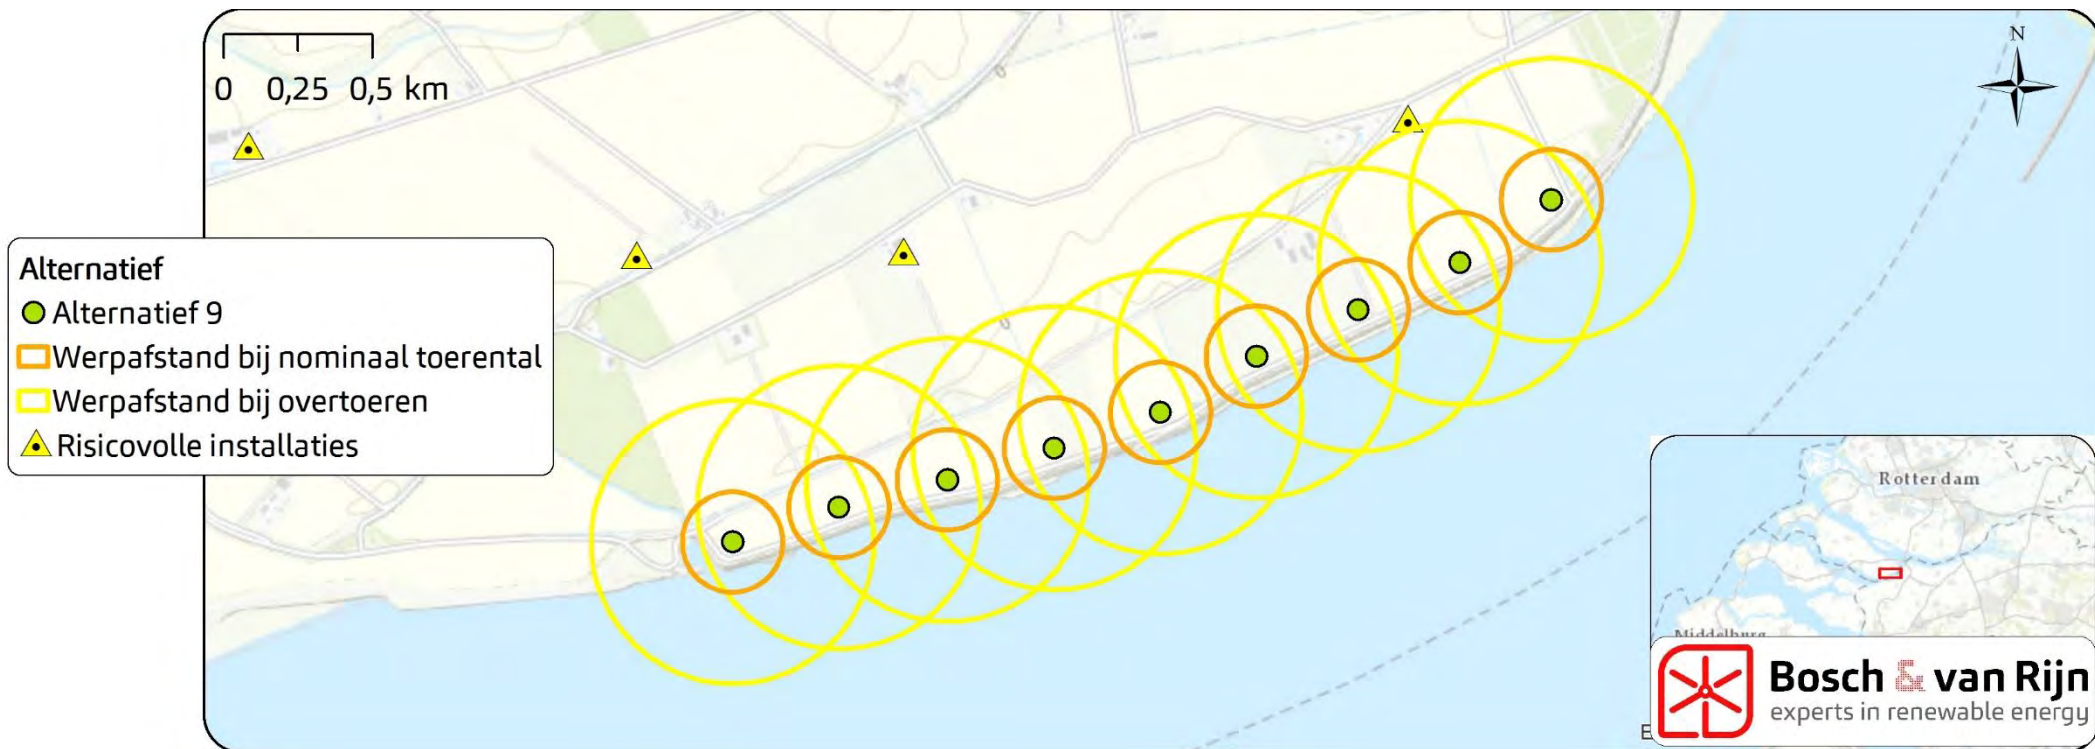 0 0,25 0,5 km
N
Alternatief
Alternatief 9
Werpafstand bij nominaal toerental
Werpafstand bij overtoeren
Risicovolle installaties
Rotterdam
Middelburg
Bosch & van Rijn
experts in renewable energy